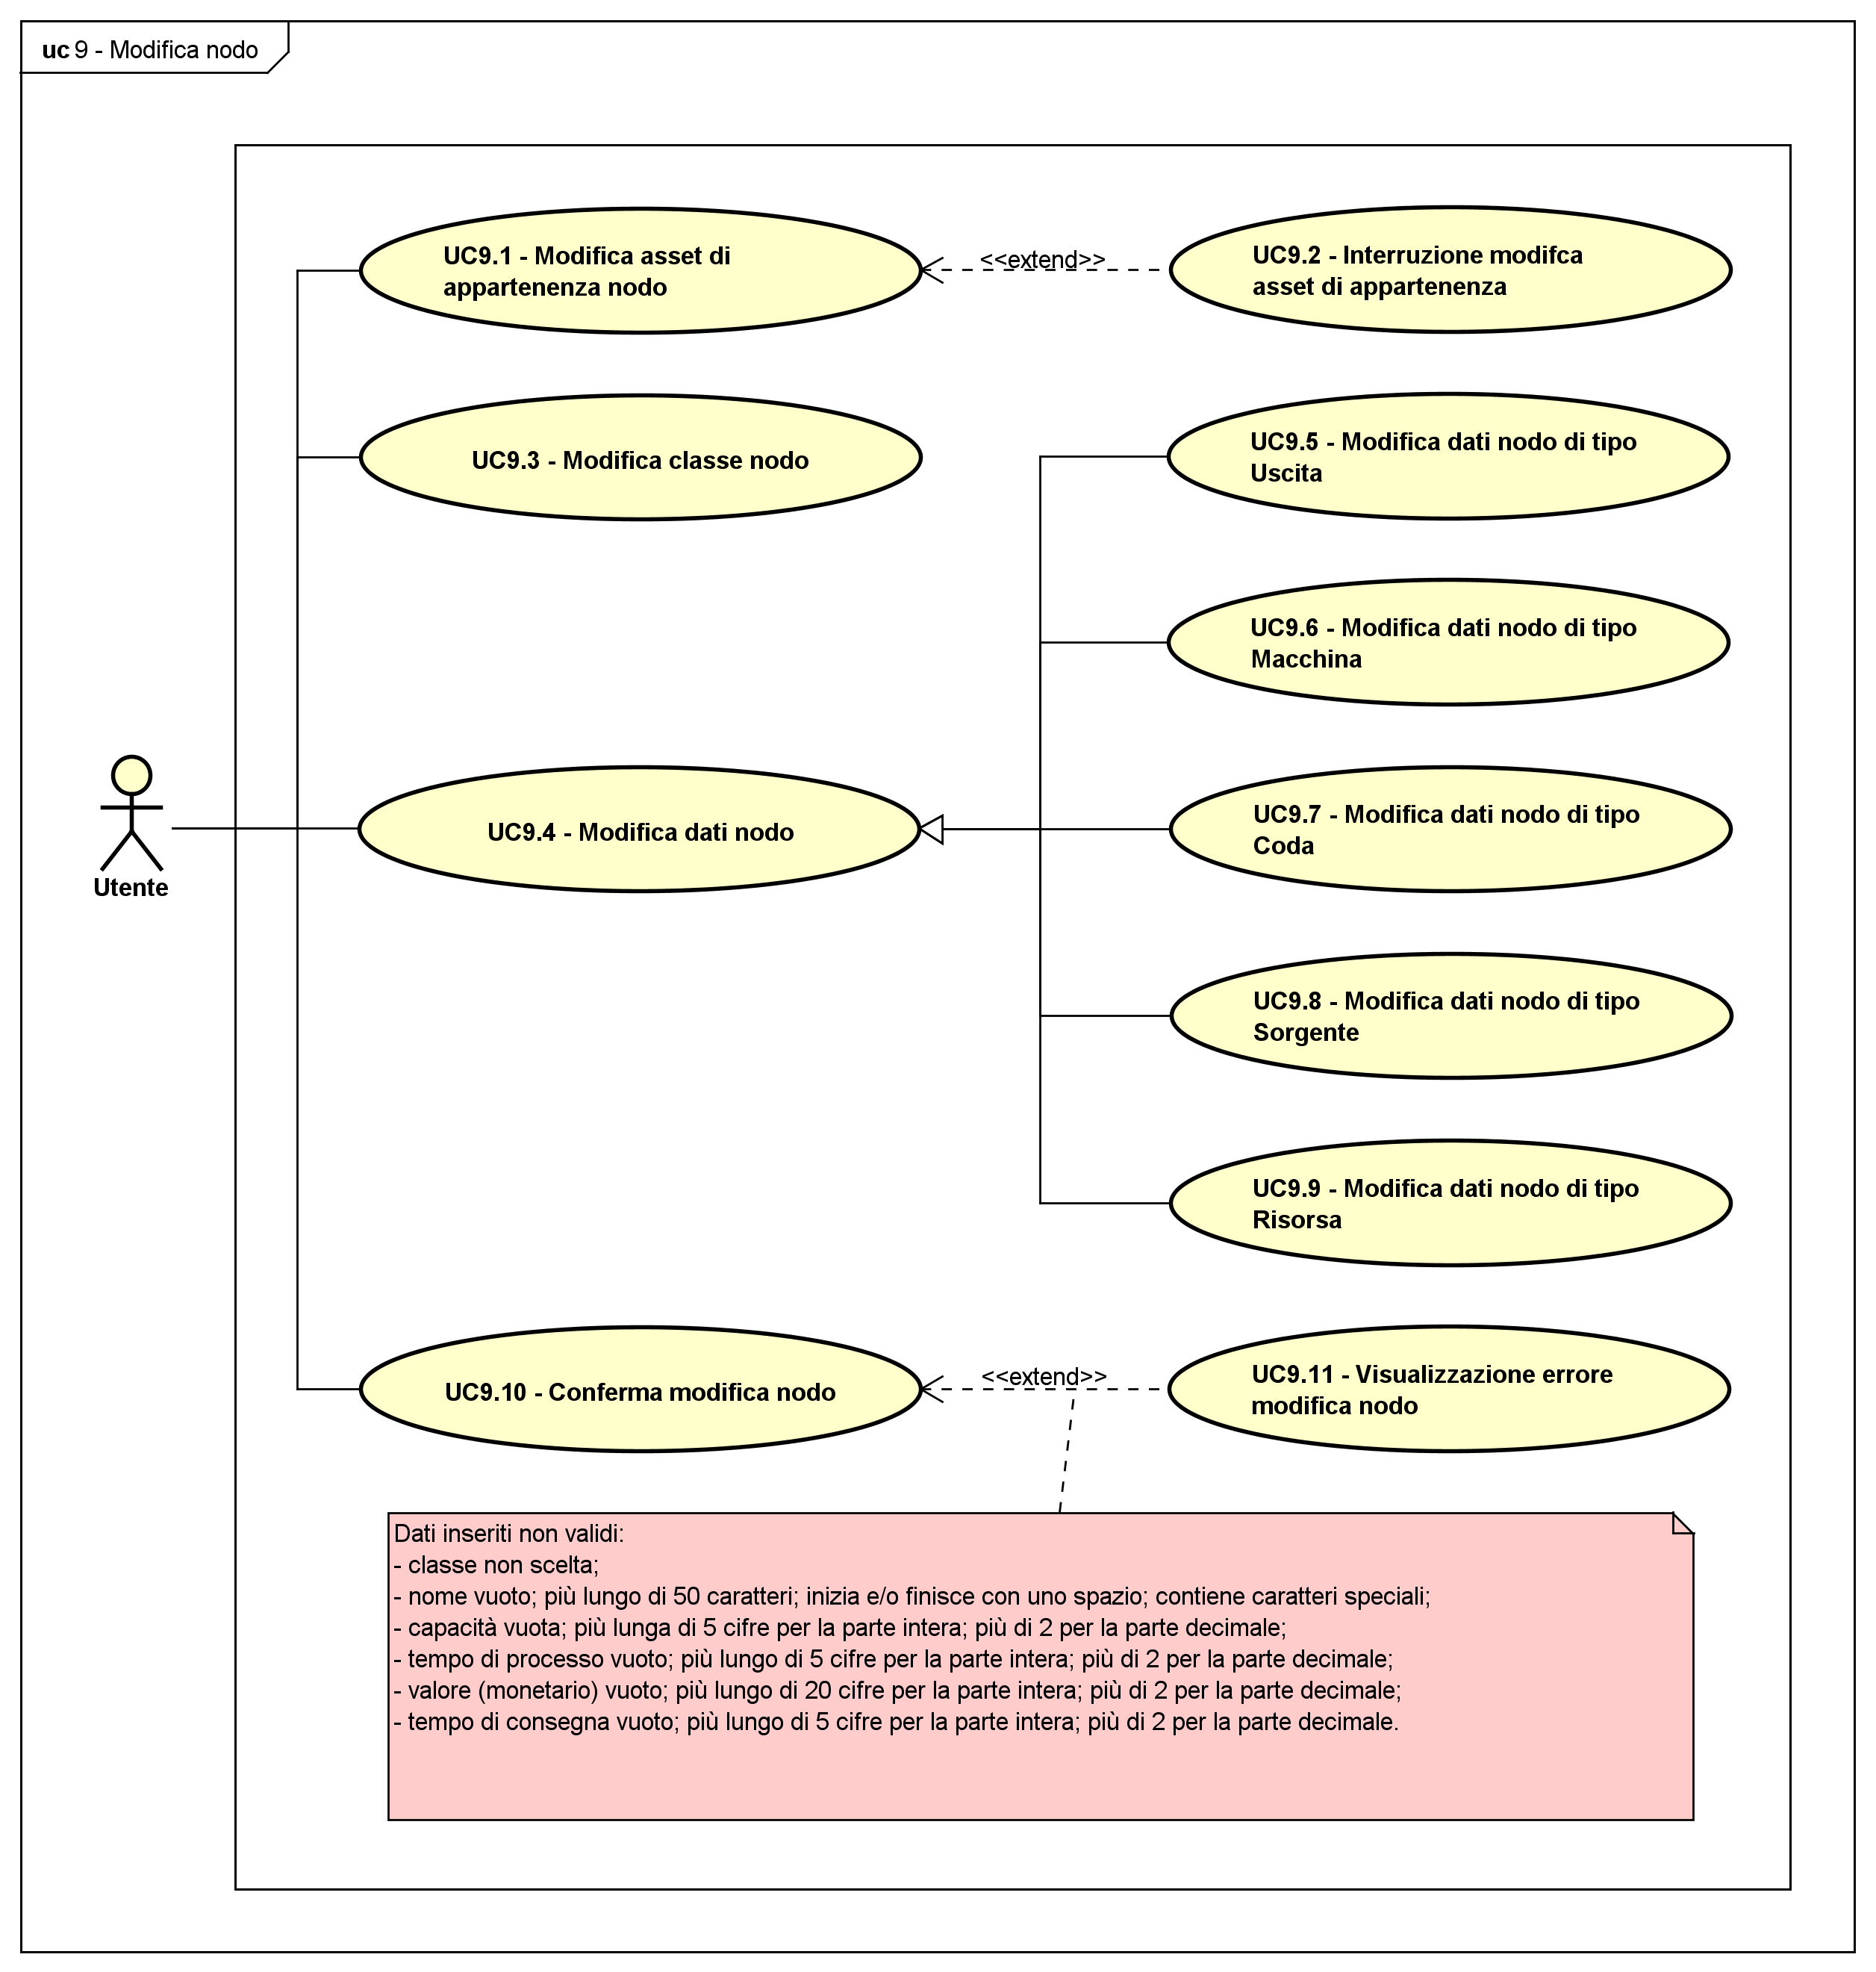 uc 9 - Modifica nodo
UC9.1 - Modifica asset di
appartenenza nodo
<<extend>>
UC9.2 - Interruzione modifca
asset di appartenenza
UC9.3 - Modifica classe nodo
UC9.5 - Modifica dati nodo di tipo
Uscita
UC9.6 - Modifica dati nodo di tipo
Macchina
Utente
UC9.4 - Modifica dati nodo
UC9.7 - Modifica dati nodo di tipo
Coda
UC9.8 - Modifica dati nodo di tipo
Sorgente
UC9.9 - Modifica dati nodo di tipo
Risorsa
UC9.10 - Conferma modifica nodo
<<extend>>
UC9.11 - Visualizzazione errore
modifica nodo
Dati inseriti non validi:
- classe non scelta;
- nome vuoto; più lungo di 50 caratteri; inizia e/o finisce con uno spazio; contiene caratteri speciali;
- capacità vuota; più lunga di 5 cifre per la parte intera; più di 2 per la parte decimale;
- tempo di processo vuoto; più lungo di 5 cifre per la parte intera; più di 2 per la parte decimale;
- valore (monetario) vuoto; più lungo di 20 cifre per la parte intera; più di 2 per la parte decimale;
- tempo di consegna vuoto; più lungo di 5 cifre per la parte intera; più di 2 per la parte decimale.